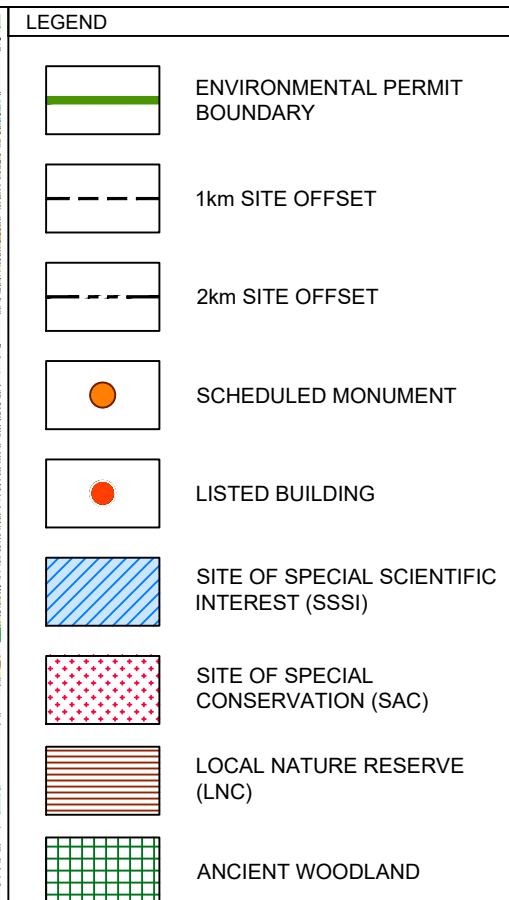 LEGEND
ENVIRONMENTAL PERMIT
BOUNDARY
1km SITE OFFSET
2km SITE OFFSET
SCHEDULED MONUMENT
LISTED BUILDING
SITE OF SPECIAL SCIENTIFIC
INTEREST (SSSI)
SITE OF SPECIAL
CONSERVATION (SAC)
LOCAL NATURE RESERVE
(LNC)
ANCIENT WOODLAND